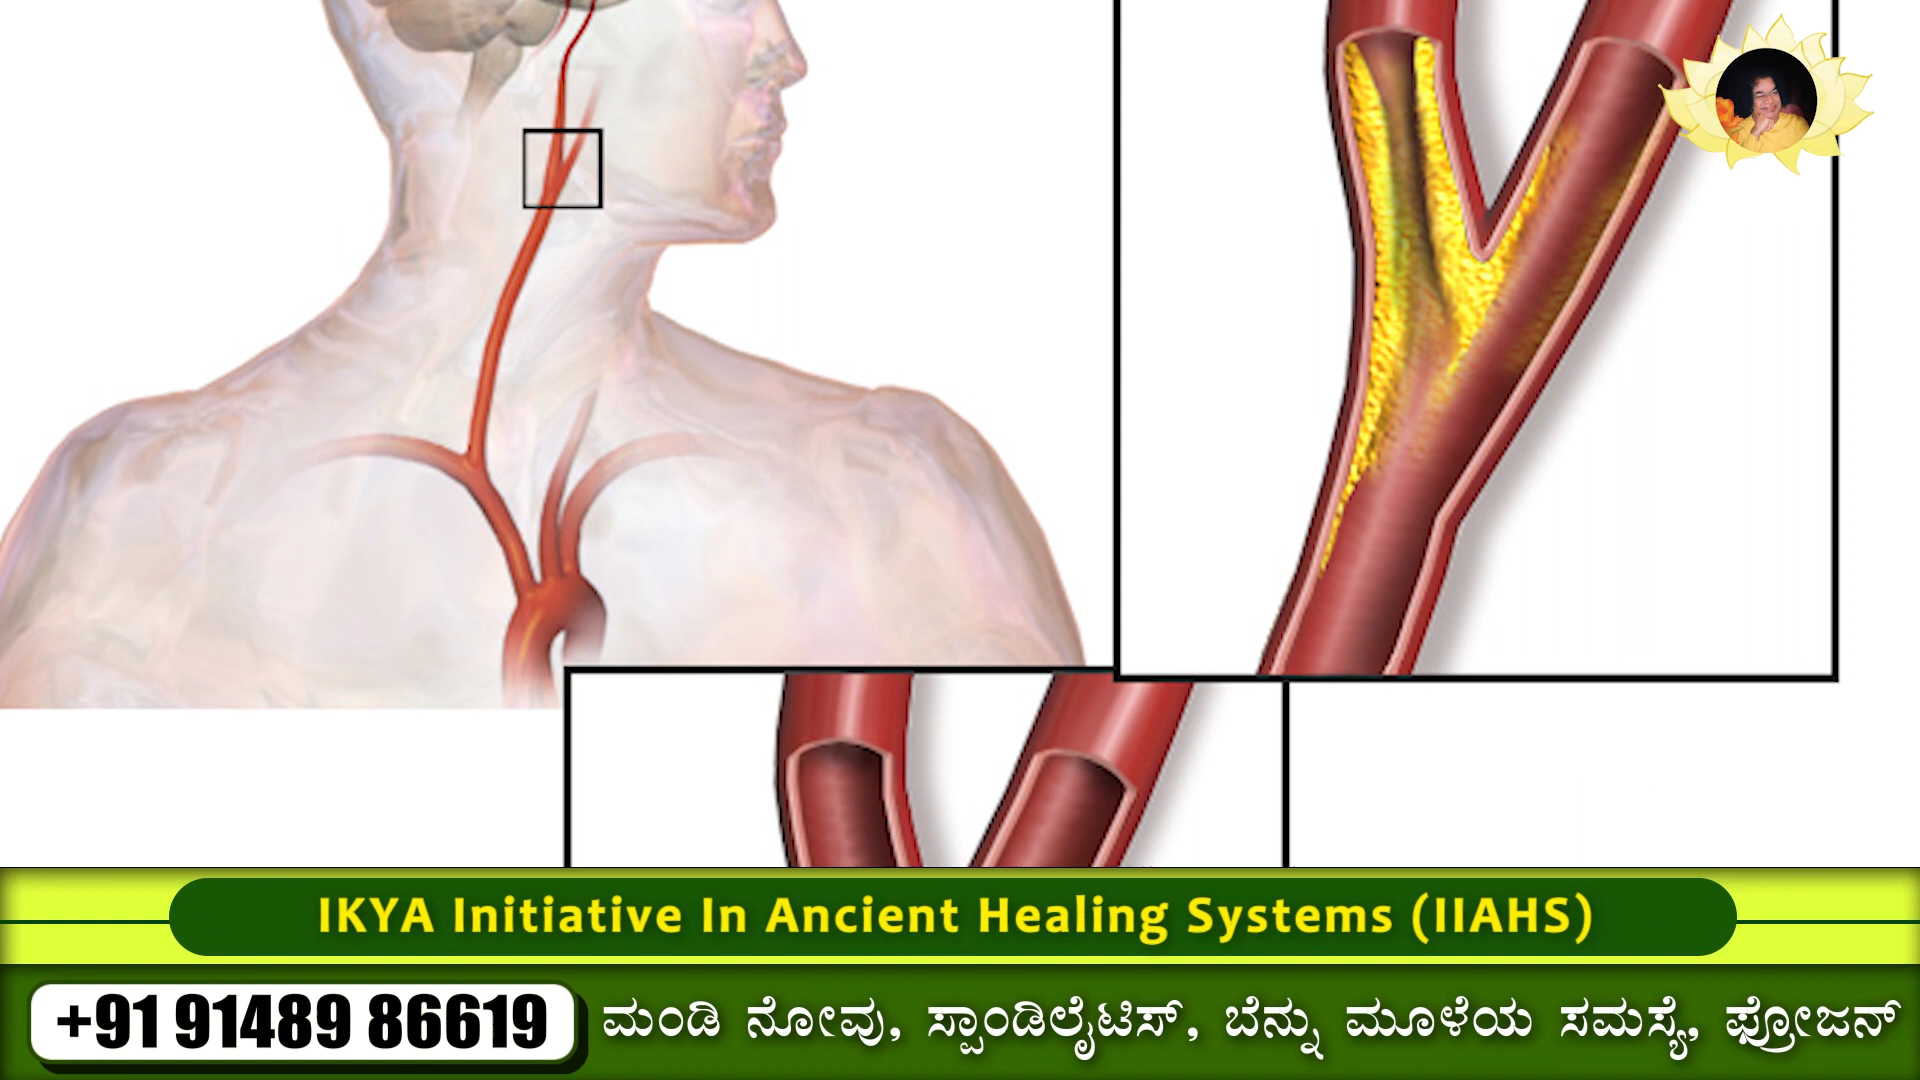 IKYA Initiative In Ancient Healing Systems (IIAHS)
+91 91489 86619
ಮಂಡಿ ನೋವು, ಸ್ಪಾಂಡಿಲೈಟಿಸ್, ಬೆನ್ನು ಮೂಳೆಯ ಸಮಸ್ಯೆ, ಫ್ರೋಜನ್